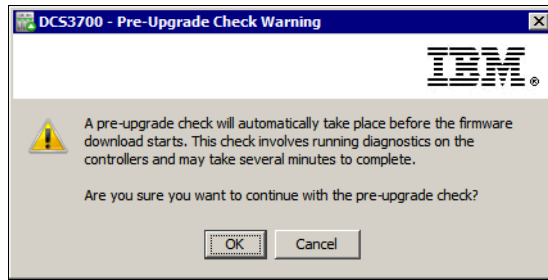 DCS3700 - Pre-Upgrade Check Warning
IBM®
A pre-upgrade check will automatically take place before the firmware
download starts. This check involves running diagnostics on the
controllers and may take several minutes to complete.
Are you sure you want to continue with the pre-upgrade check?
OK
Cancel